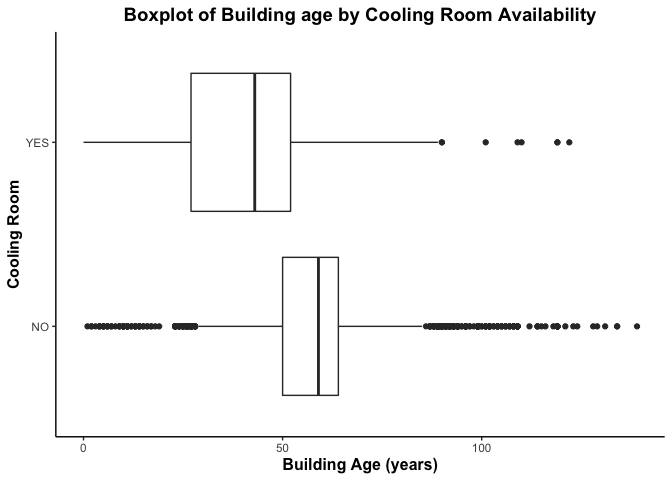 Boxplot of Building age by Cooling Room Availability
Cooling Room
YES
NO
0 50 100
Building Age (years)